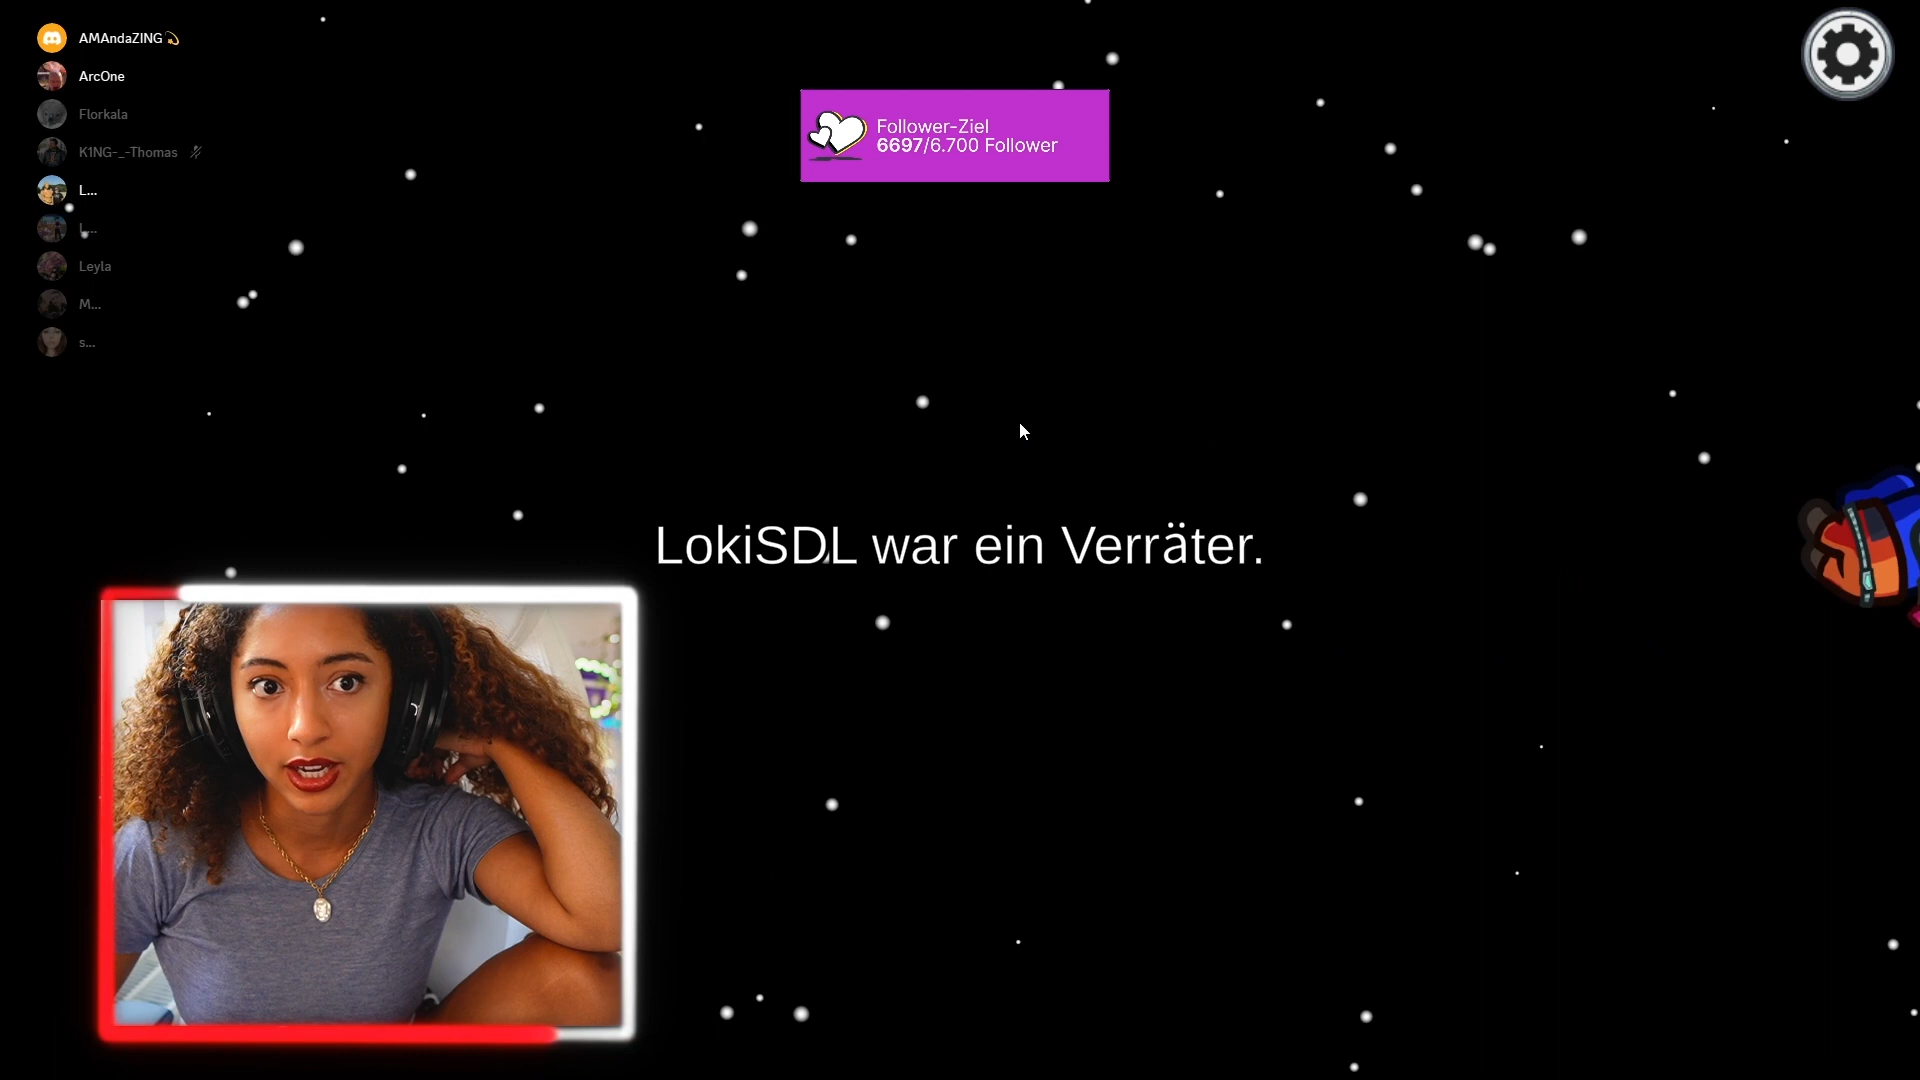 AMAndaZING
ArcOne
Florkala
K1NG-_-Thomas
L...
L...
Leyla
M...
s...
Follower-Ziel
6697/6.700 Follower
LokiSDL war ein Verräter.